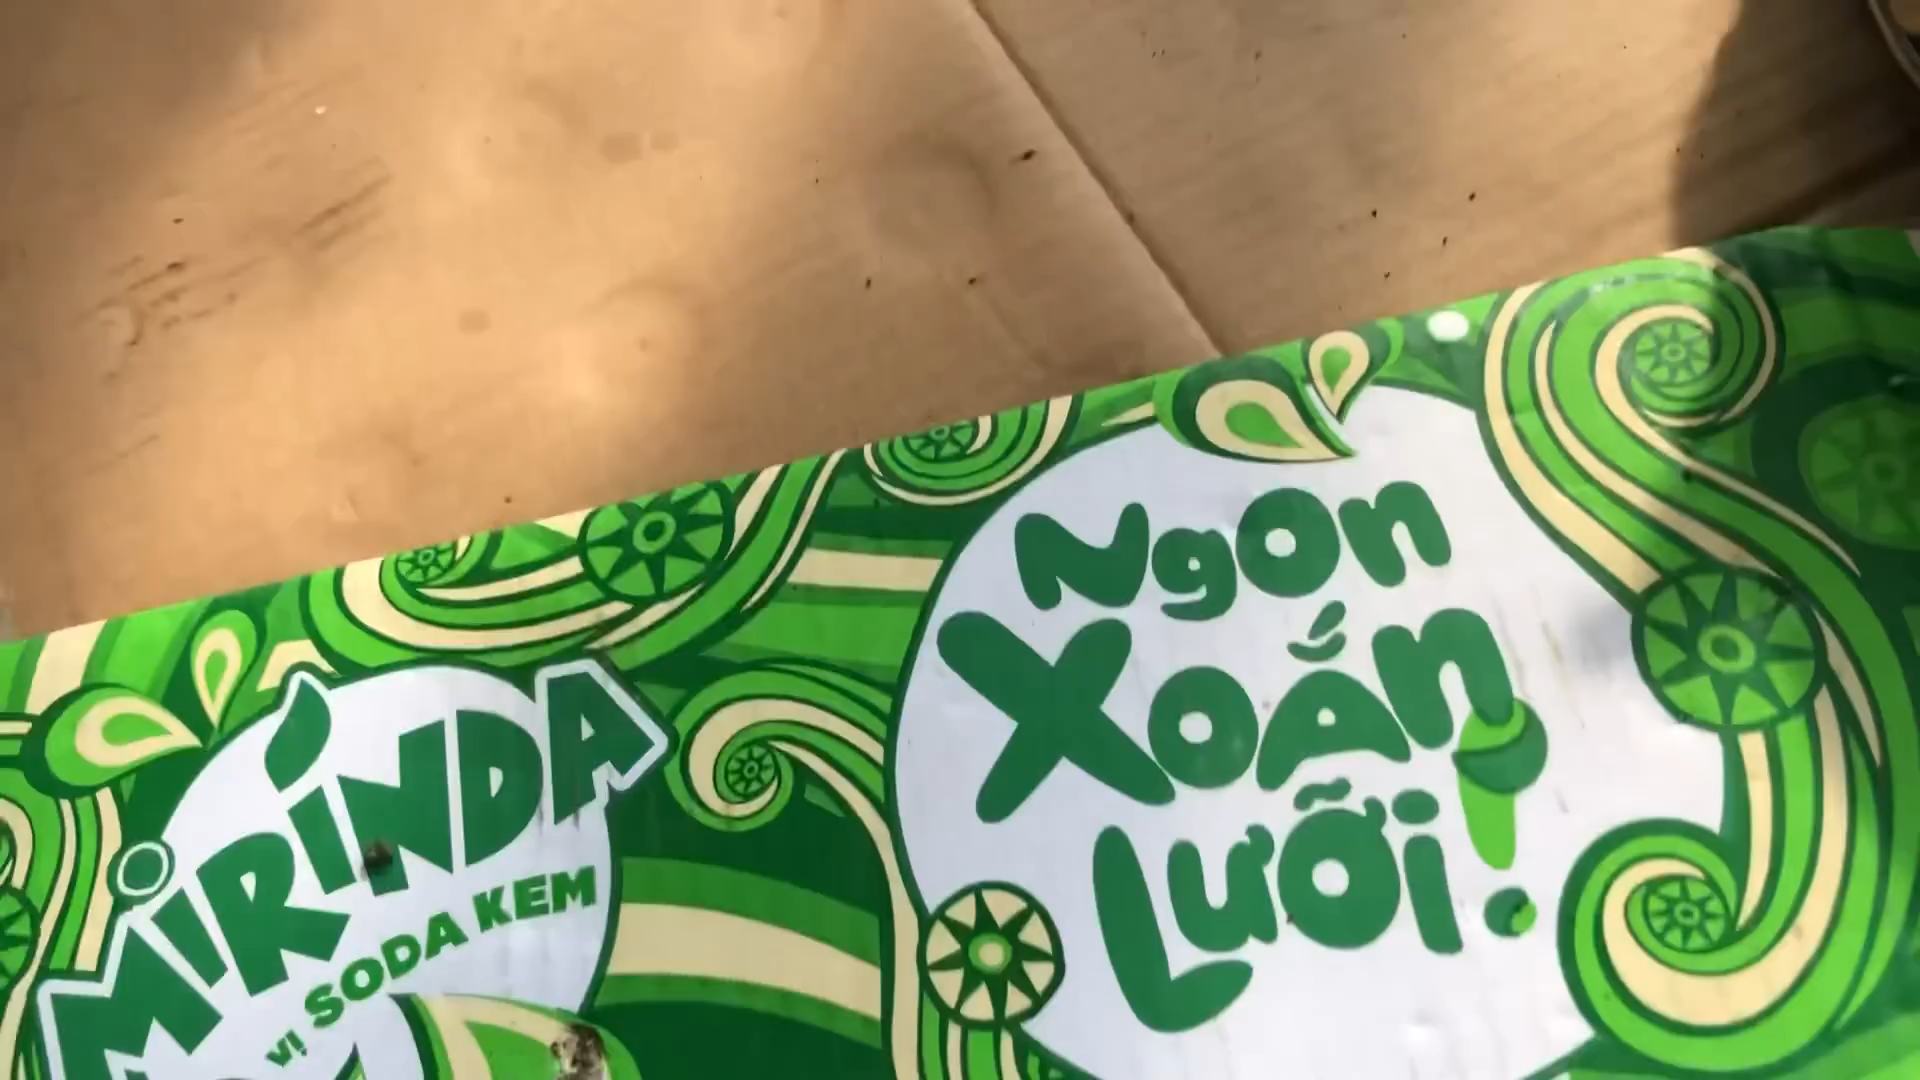 MIRINDA
VỊ SODA KEM
Ngon
Xoắn
Lưỡi!